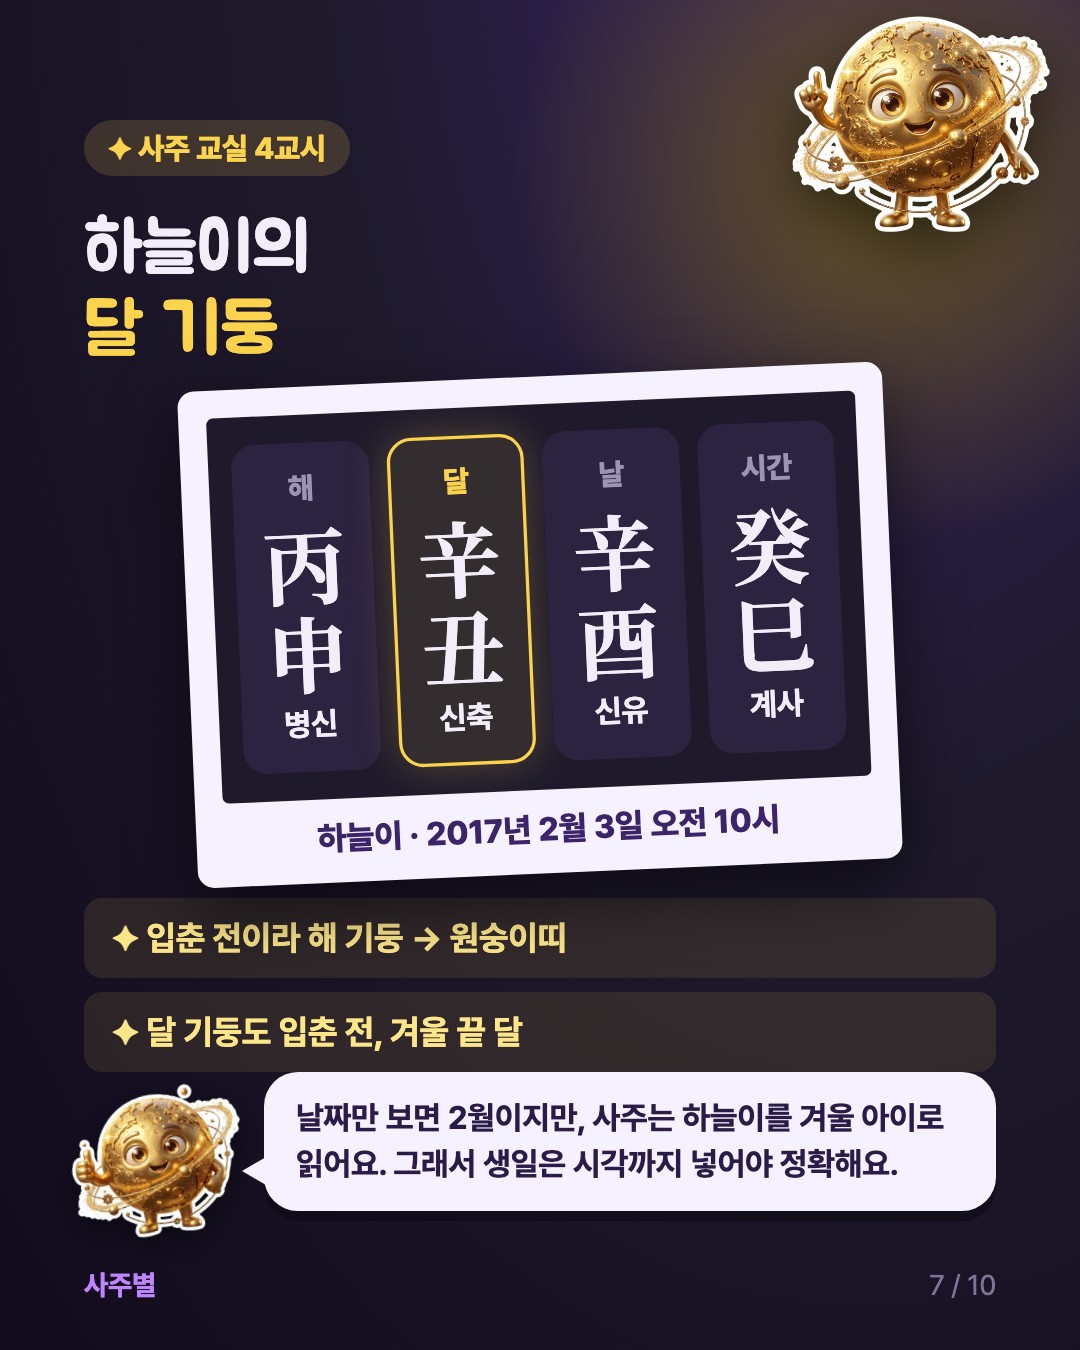 ✦ 사주 교실 4교시
하늘이의
달 기둥
해 달 날 시간
丙 辛 辛 癸
申 丑 酉 巳
병신 신축 신유 계사
하늘이 · 2017년 2월 3일 오전 10시
✦ 입춘 전이라 해 기둥 → 원숭이띠
✦ 달 기둥도 입춘 전, 겨울 끝 달
날짜만 보면 2월이지만, 사주는 하늘이를 겨울 아이로
읽어요. 그래서 생일은 시각까지 넣어야 정확해요.
사주별
7 / 10